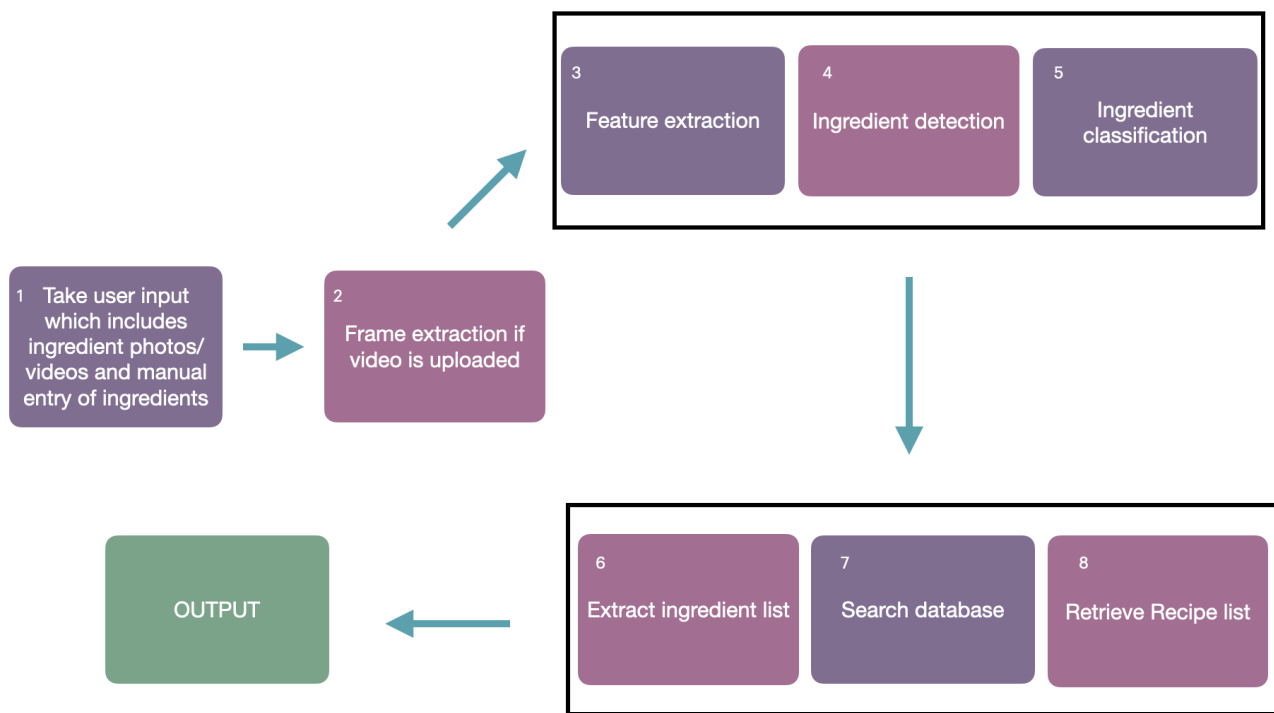 1
Take user input
which includes
ingredient photos/
videos and manual
entry of ingredients
2
Frame extraction if
video is uploaded
3
Feature extraction
4
Ingredient detection
5
Ingredient
classification
6
Extract ingredient list
7
Search database
8
Retrieve Recipe list
OUTPUT